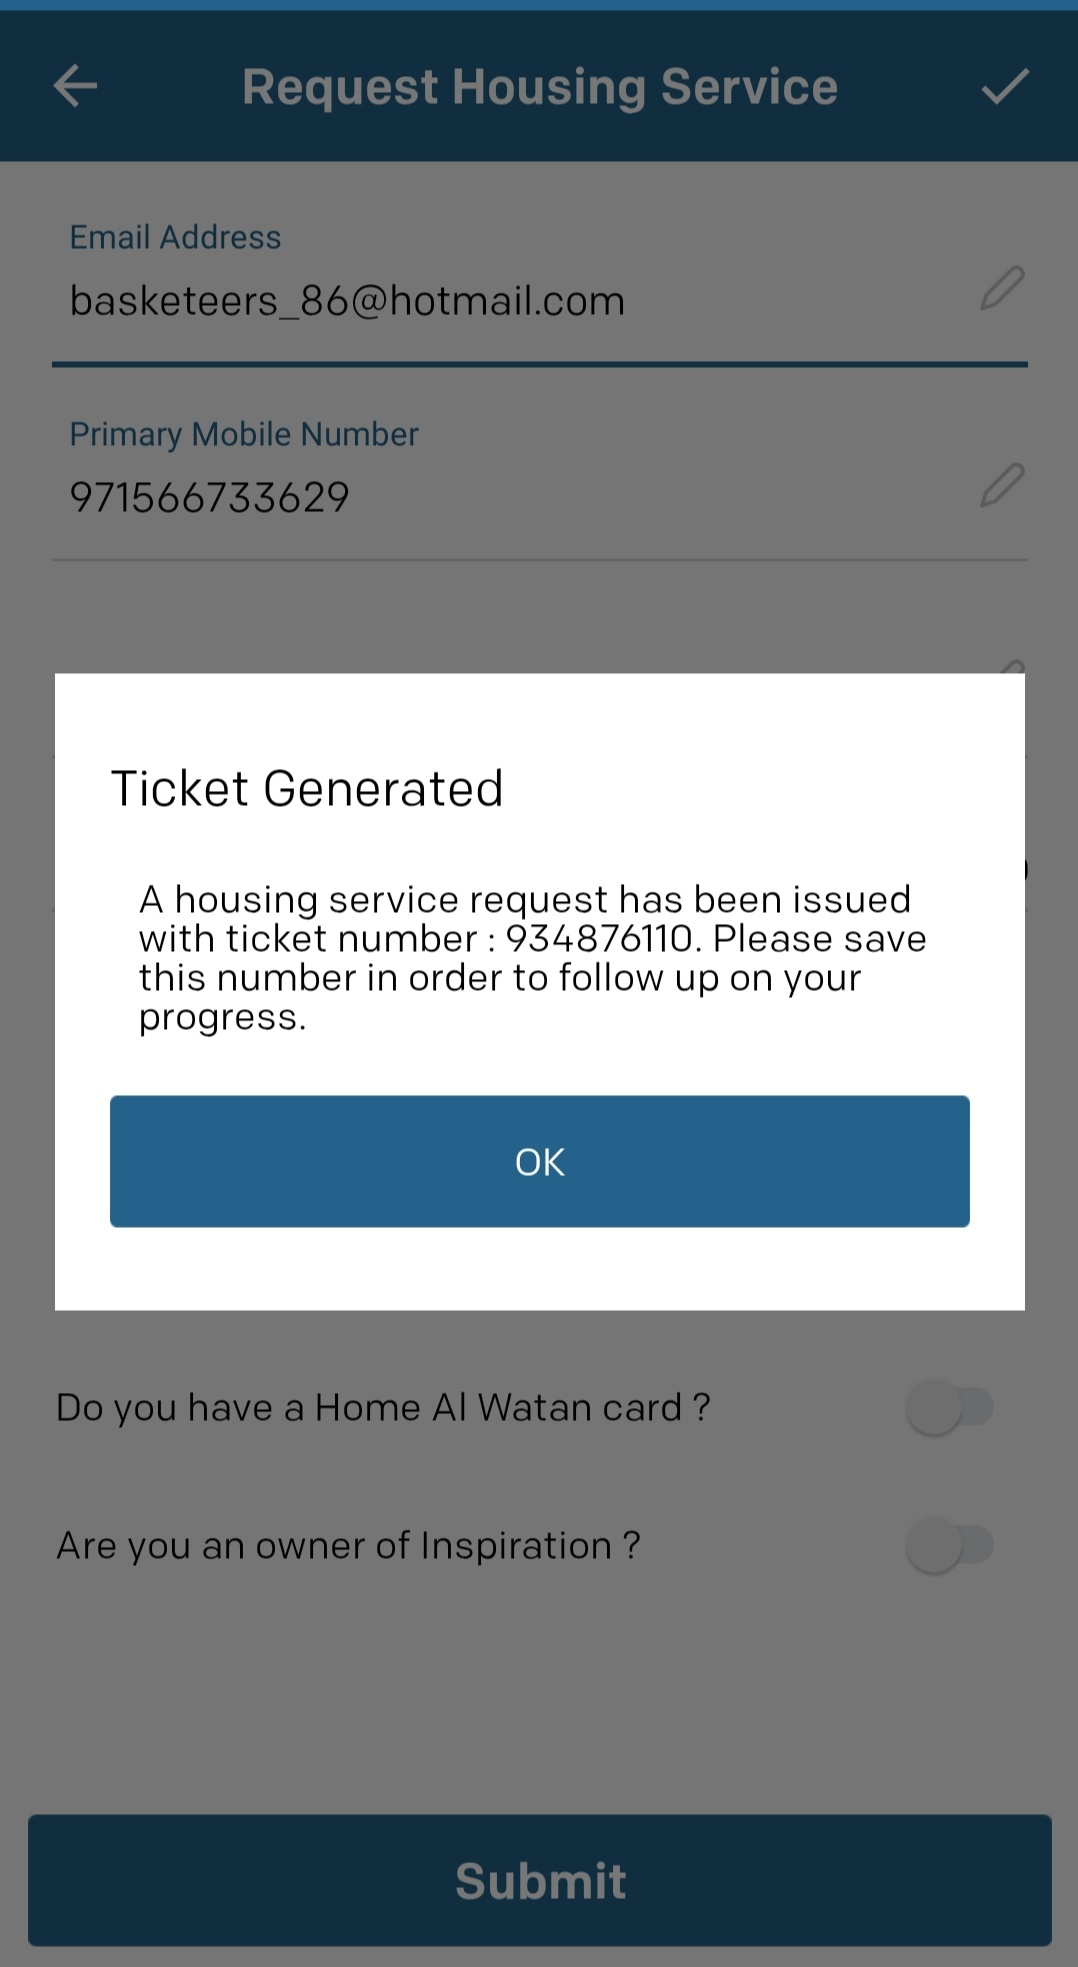 Request Housing Service
Email Address
basketeers_86@hotmail.com
Primary Mobile Number
971566733629
Ticket Generated
A housing service request has been issued
with ticket number : 934876110. Please save
this number in order to follow up on your
progress.
OK
Do you have a Home Al Watan card ?
Are you an owner of Inspiration ?
Submit